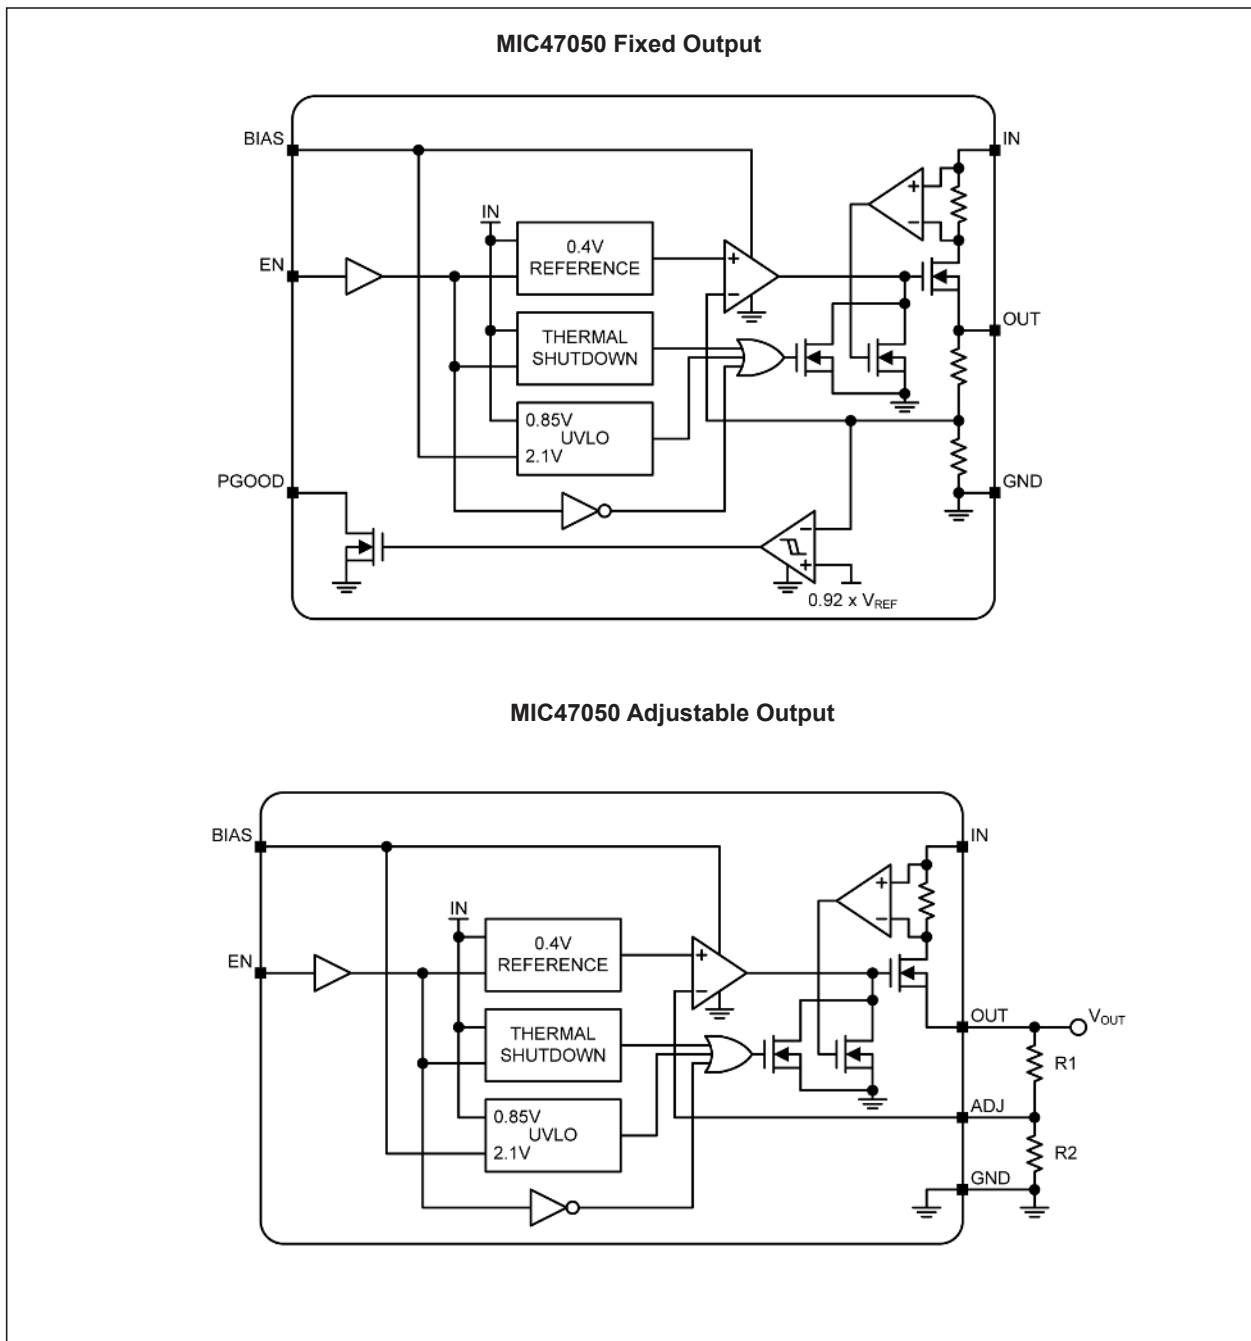 MIC47050 Fixed Output
BIAS
IN
IN
0.4V
REFERENCE
+
−
+
−
EN
THERMAL
SHUTDOWN
OUT
0.85V
UVLO
2.1V
PGOOD
GND
−
+
0.92 x VREF
MIC47050 Adjustable Output
BIAS
IN
IN
0.4V
REFERENCE
+
−
+
−
EN
THERMAL
SHUTDOWN
OUT
VOUT
R1
0.85V
UVLO
2.1V
ADJ
R2
GND